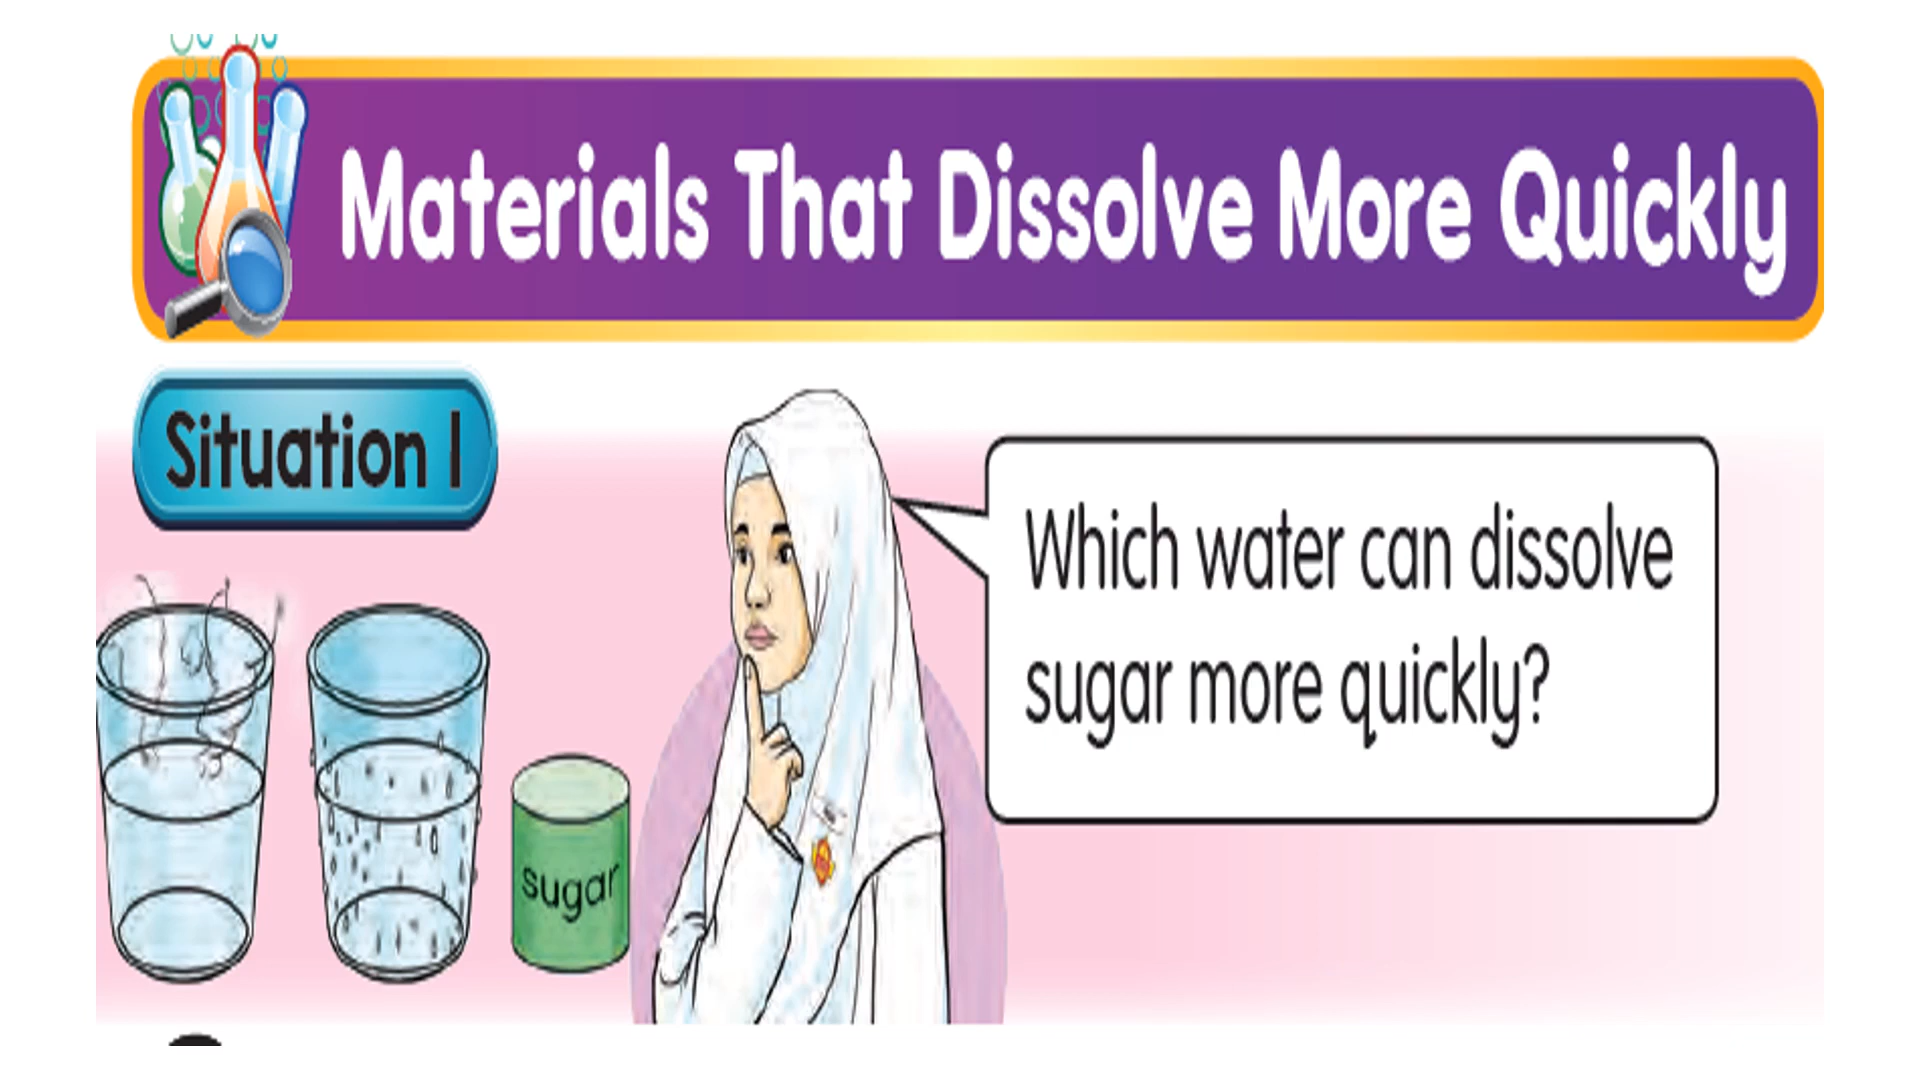 Materials That Dissolve More Quickly
Situation 1
Which water can dissolve
sugar more quickly?
sugar